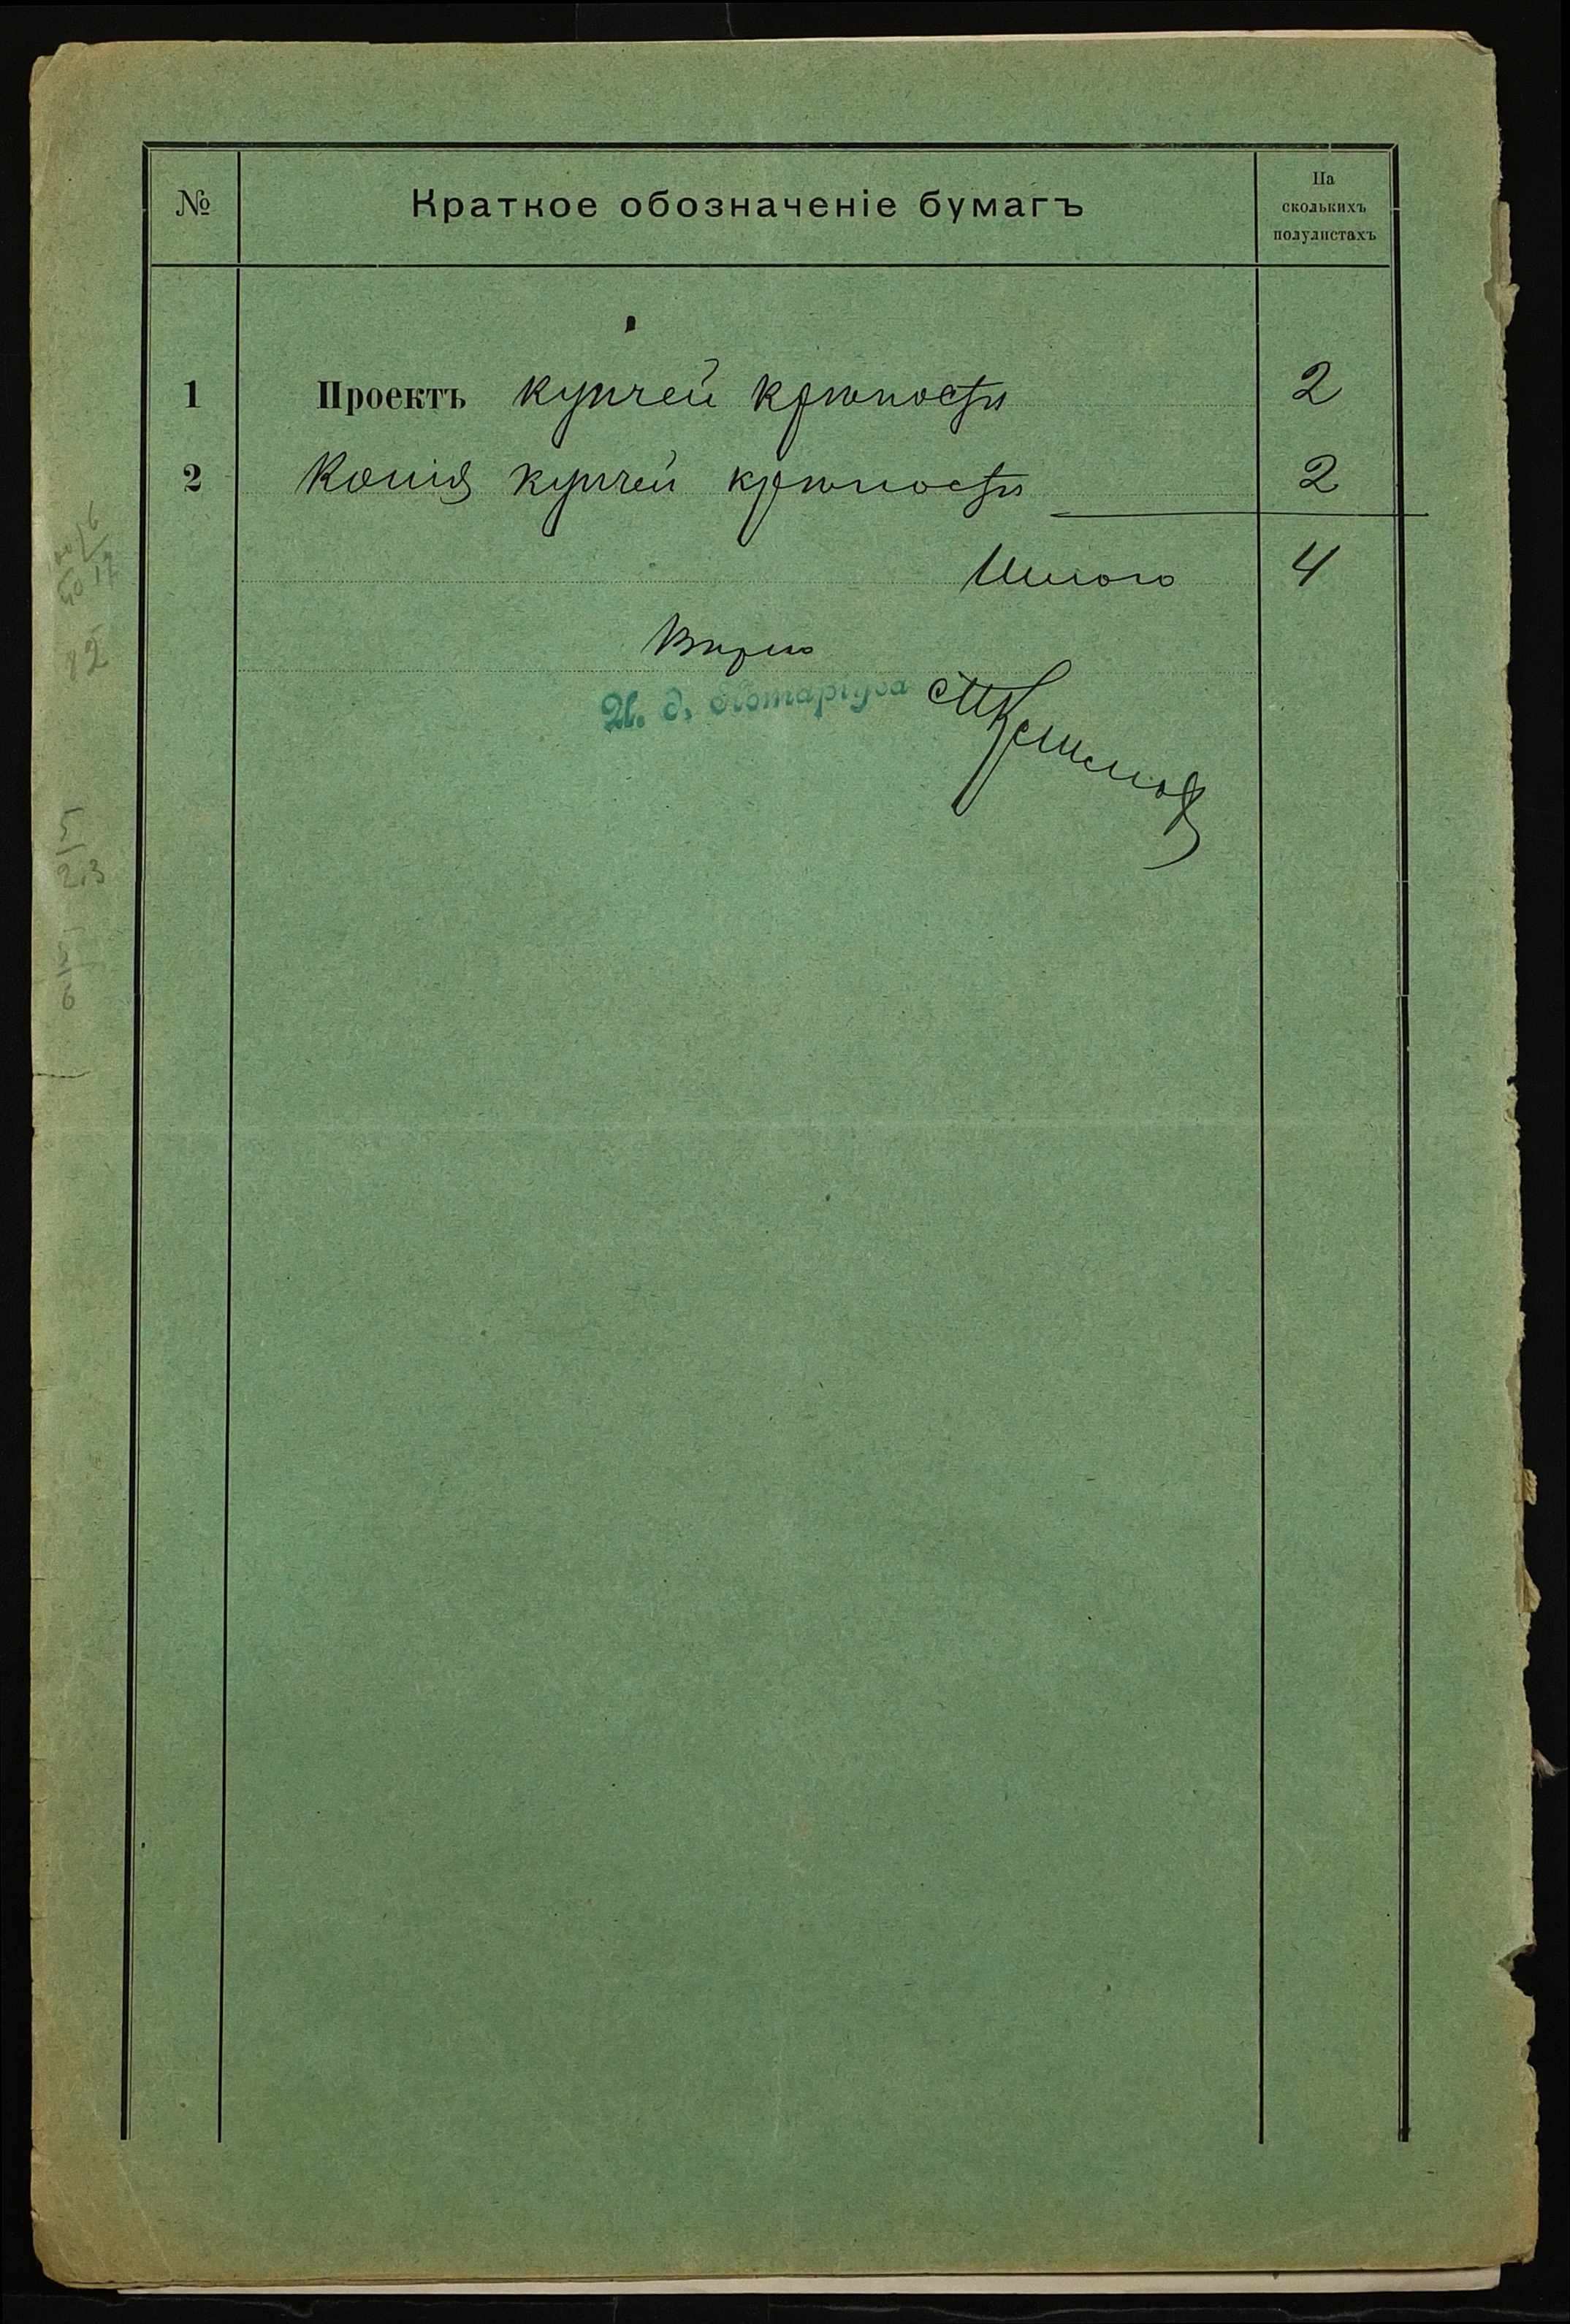 № Краткое обозначеніе бумагъ На сколькихъ полулистахъ
1 Проектъ купчей крѣпости 2
2 Копія купчей крѣпости 2
Итого 4
Вѣрно
И. д. Нотаріуса